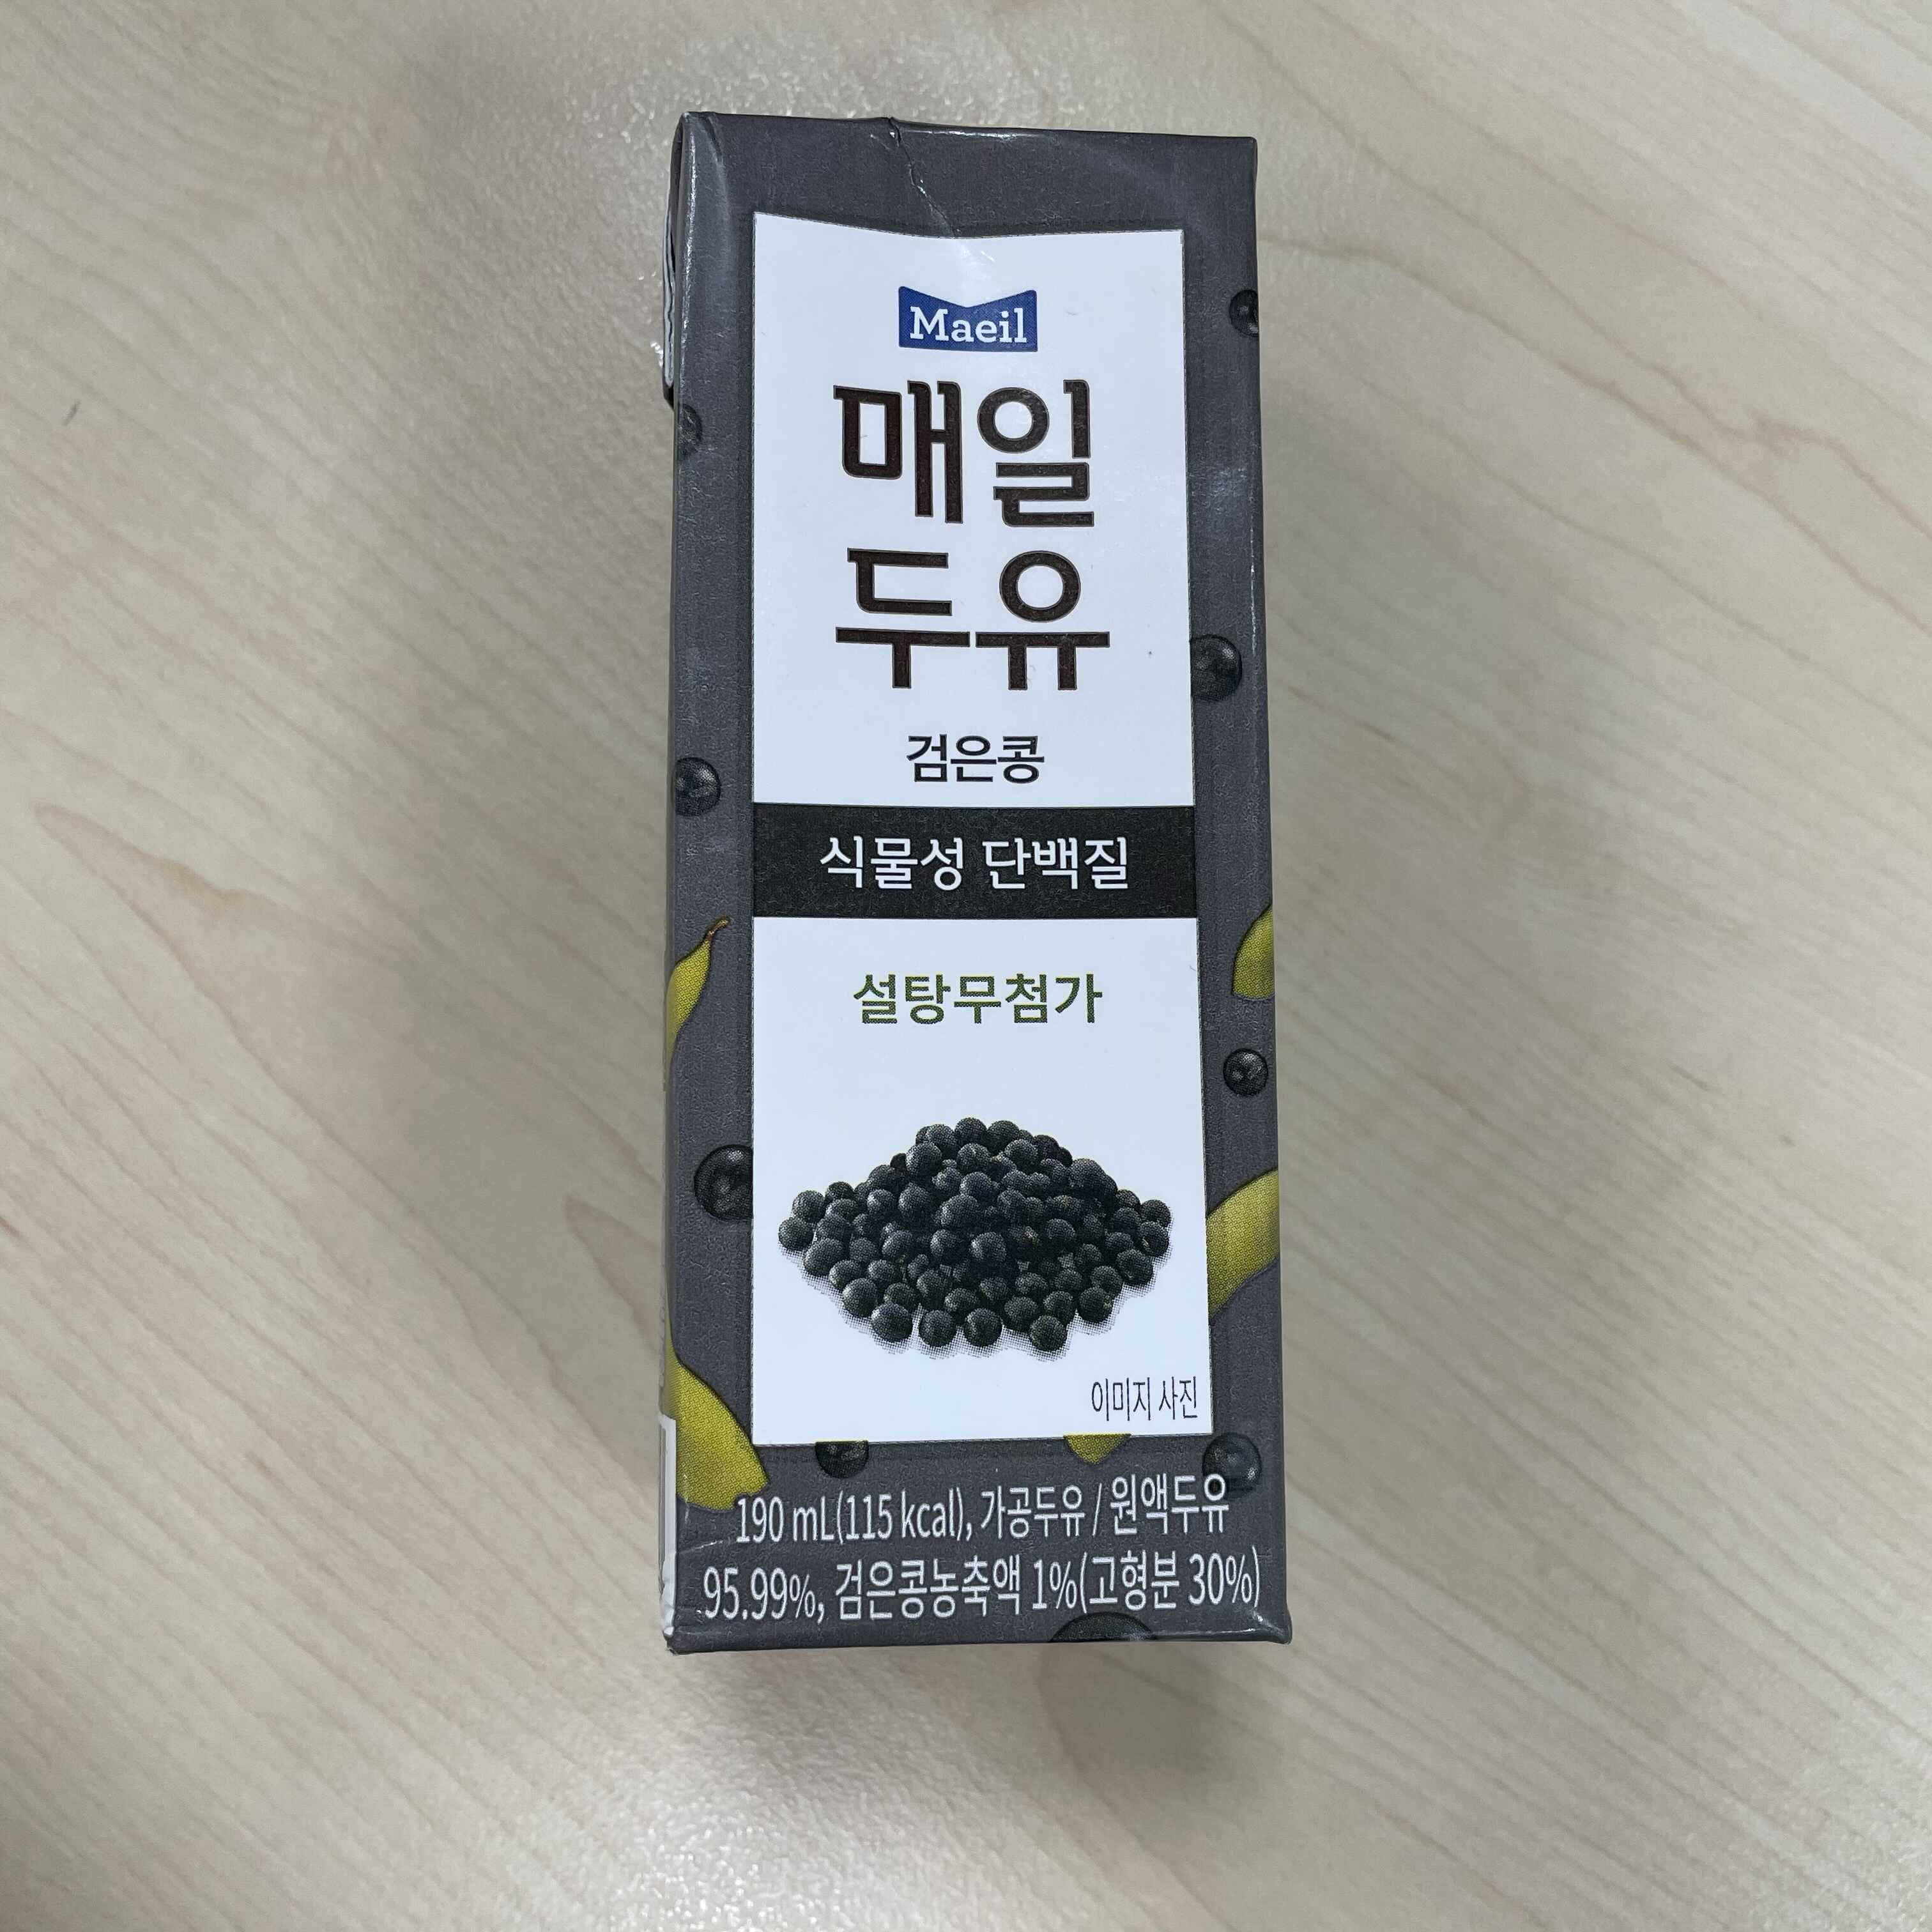 Maeil
매일
두유
검은콩
식물성 단백질
설탕무첨가
이미지 사진
190 mL(115 kcal), 가공두유 / 원액두유
95.99%, 검은콩농축액 1%(고형분 30%)